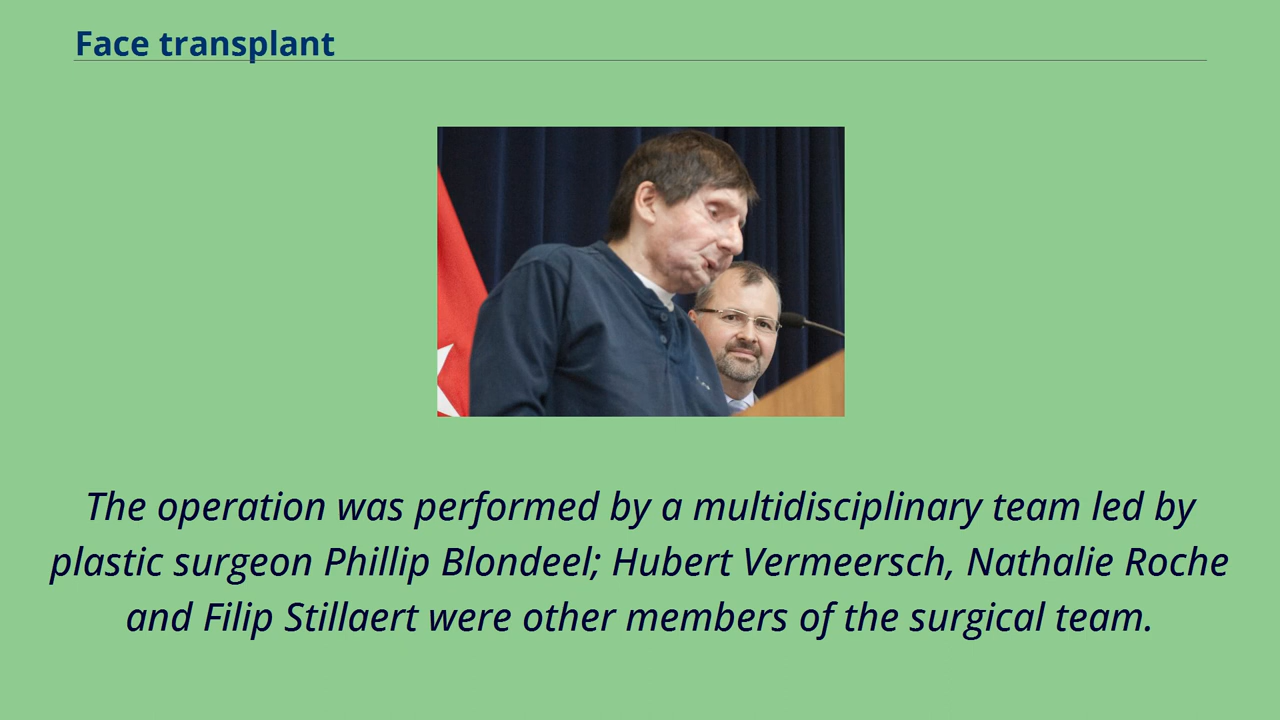 Face transplant
The operation was performed by a multidisciplinary team led by
plastic surgeon Phillip Blondeel; Hubert Vermeersch, Nathalie Roche
and Filip Stillaert were other members of the surgical team.